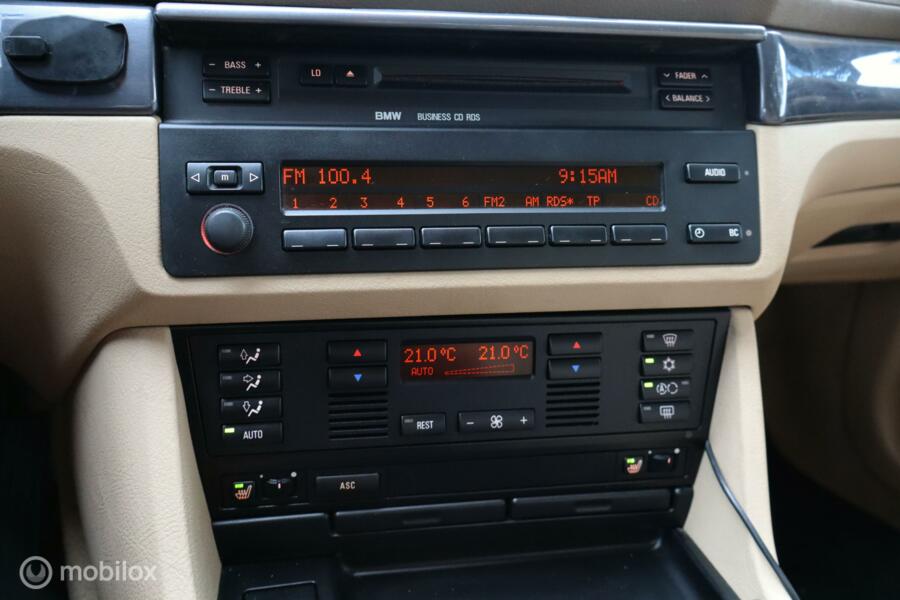 − BASS +
− TREBLE +
LD
FADER
< BALANCE >
BMW BUSINESS CD RDS
m
FM 100.4 9:15AM
1 2 3 4 5 6 FM2 AM RDS* TP CD
AUDIO
BC
21.0°C 21.0°C
AUTO
AUTO
REST
− +
A
ASC
mobilox